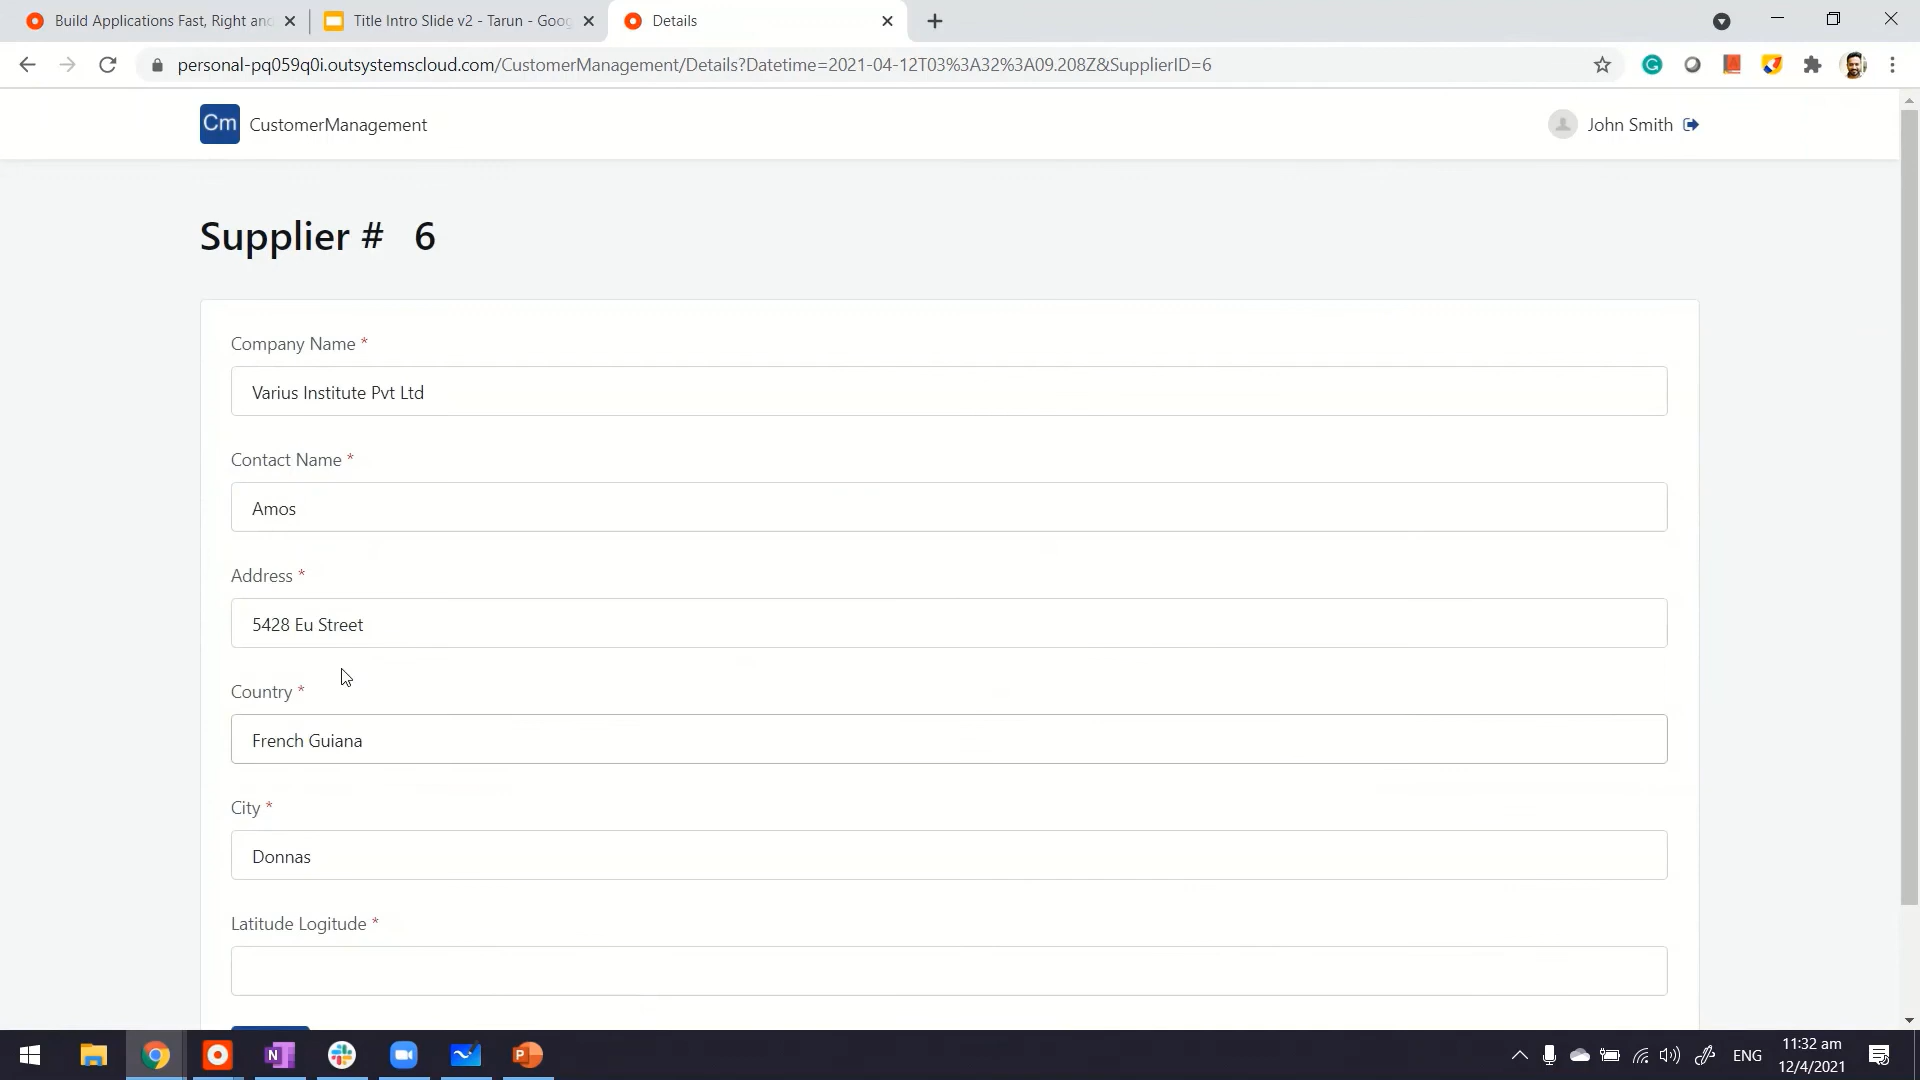 Build Applications Fast, Right and
Title Intro Slide v2 - Tarun - Goog
Details
personal-pq059q0i.outsystemscloud.com/CustomerManagement/Details?Datetime=2021-04-12T03%3A32%3A09.208Z&SupplierID=6
Cm CustomerManagement
John Smith
Supplier # 6
Company Name *
Varius Institute Pvt Ltd
Contact Name *
Amos
Address *
5428 Eu Street
Country *
French Guiana
City *
Donnas
Latitude Logitude *
ENG
11:32 am
12/4/2021